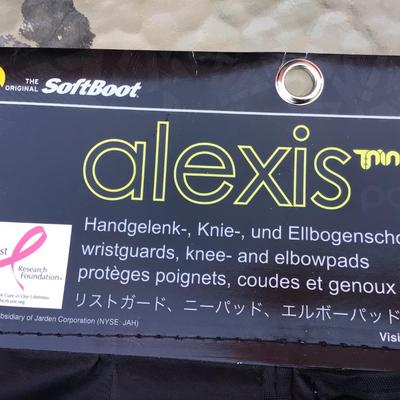 THE
ORIGINAL SoftBoot
alexis
Handgelenk-, Knie-, und Ellbogenscho
wristguards, knee- and elbowpads
protèges poignets, coudes et genoux
リストガード、ニーパッド、エルボーパッド
Research
Foundation
subsidiary of Jarden Corporation (NYSE: JAH)
Visi